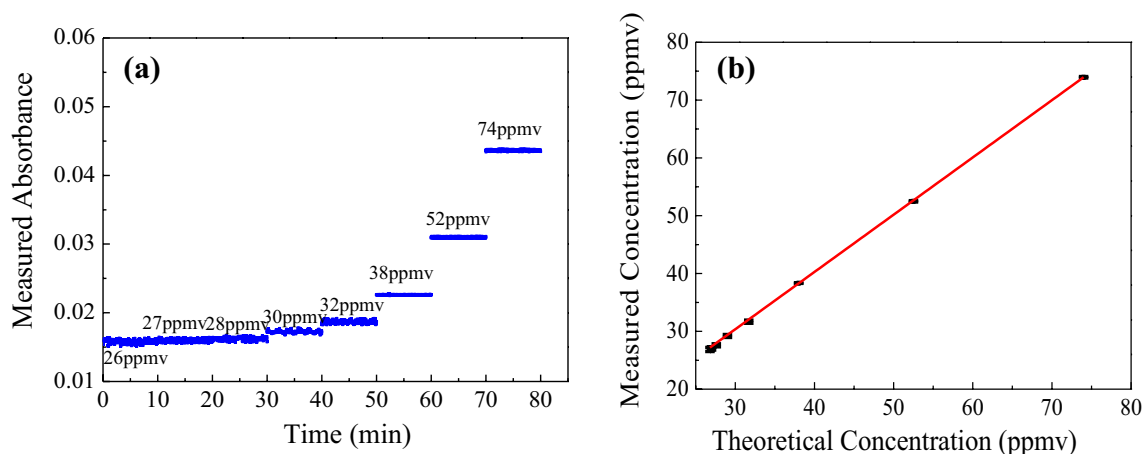 (a)
Measured Absorbance
0.06
0.05
0.04
0.03
0.02
0.01
26ppmv
27ppmv
28ppmv
30ppmv
32ppmv
38ppmv
52ppmv
74ppmv
0 10 20 30 40 50 60 70 80
Time (min)
(b)
Measured Concentration (ppmv)
80
70
60
50
40
30
20
30 40 50 60 70 80
Theoretical Concentration (ppmv)